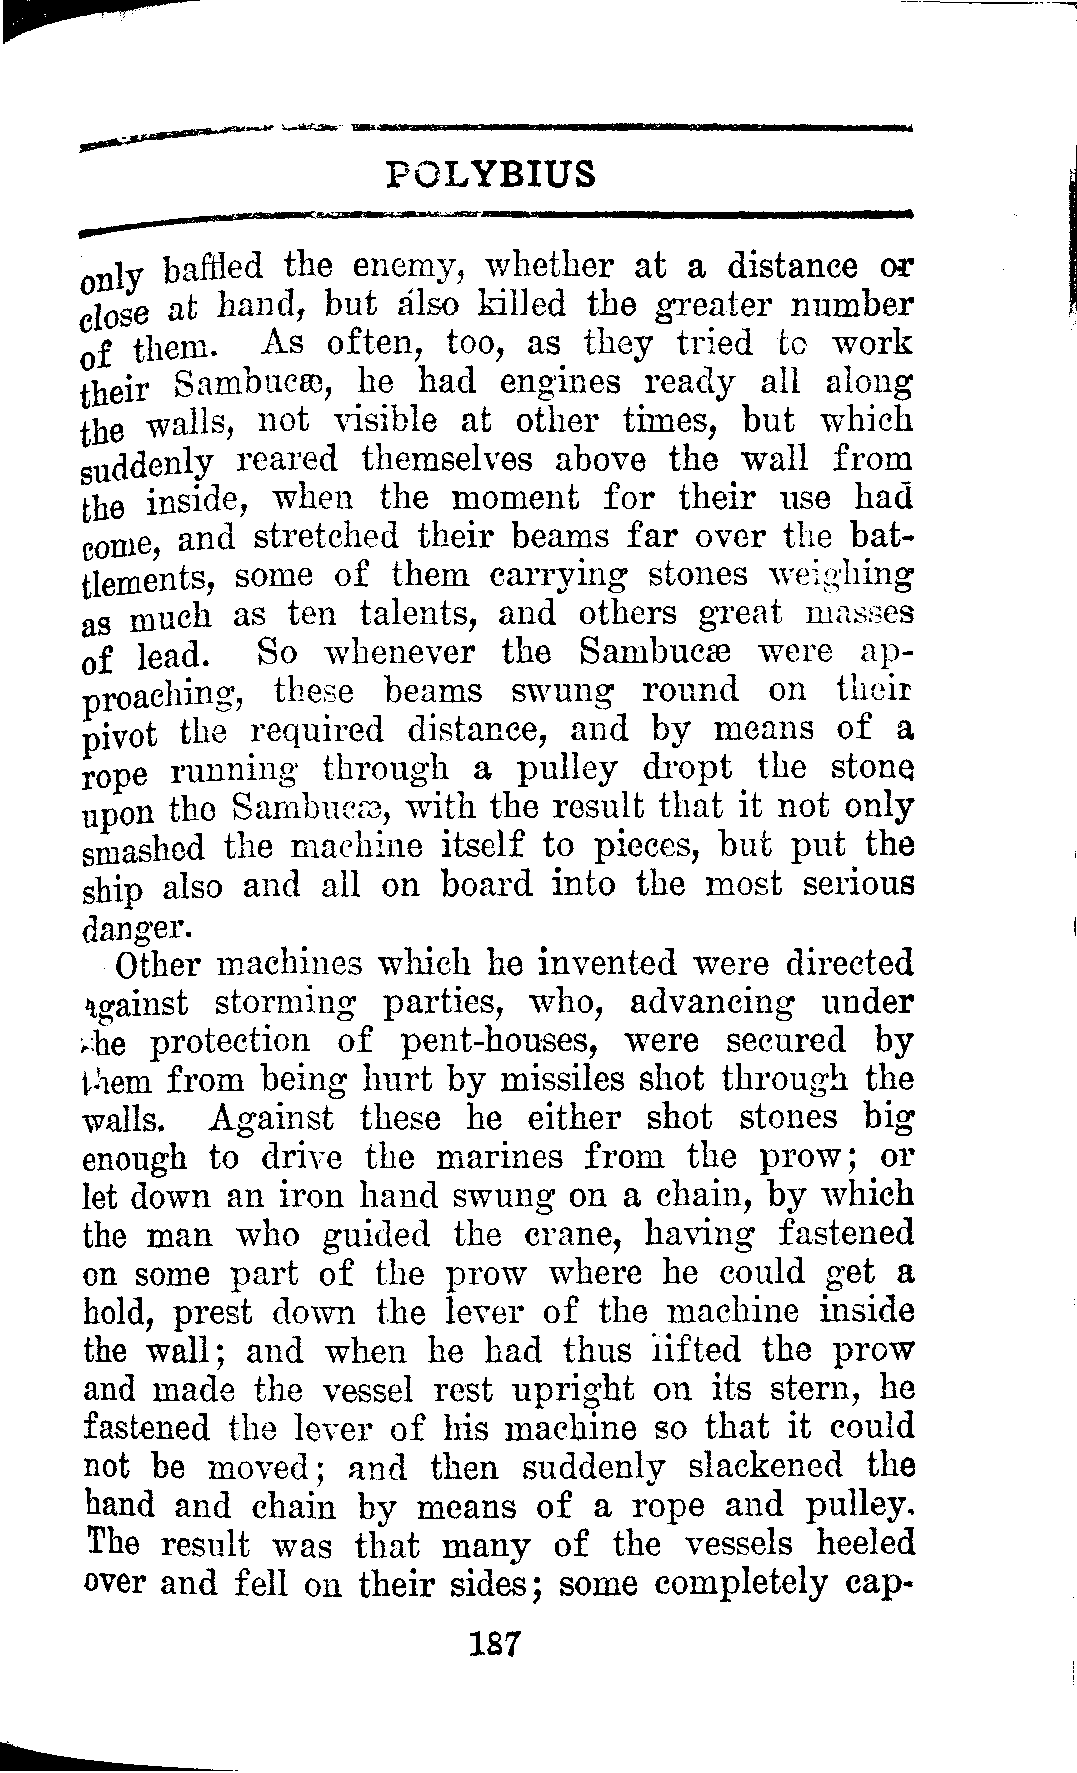 POLYBIUS
only baffled the enemy, whether at a distance or
close at hand, but also killed the greater number
of them. As often, too, as they tried to work
their Sambucæ, he had engines ready all along
the walls, not visible at other times, but which
suddenly reared themselves above the wall from
the inside, when the moment for their use had
come, and stretched their beams far over the bat-
tlements, some of them carrying stones weighing
as much as ten talents, and others great masses
of lead. So whenever the Sambucæ were ap-
proaching, these beams swung round on their
pivot the required distance, and by means of a
rope running through a pulley dropt the stone
upon the Sambucæ, with the result that it not only
smashed the machine itself to pieces, but put the
ship also and all on board into the most serious
danger.
Other machines which he invented were directed
against storming parties, who, advancing under
the protection of pent-houses, were secured by
them from being hurt by missiles shot through the
walls. Against these he either shot stones big
enough to drive the marines from the prow; or
let down an iron hand swung on a chain, by which
the man who guided the crane, having fastened
on some part of the prow where he could get a
hold, prest down the lever of the machine inside
the wall; and when he had thus lifted the prow
and made the vessel rest upright on its stern, he
fastened the lever of his machine so that it could
not be moved; and then suddenly slackened the
hand and chain by means of a rope and pulley.
The result was that many of the vessels heeled
over and fell on their sides; some completely cap-
187